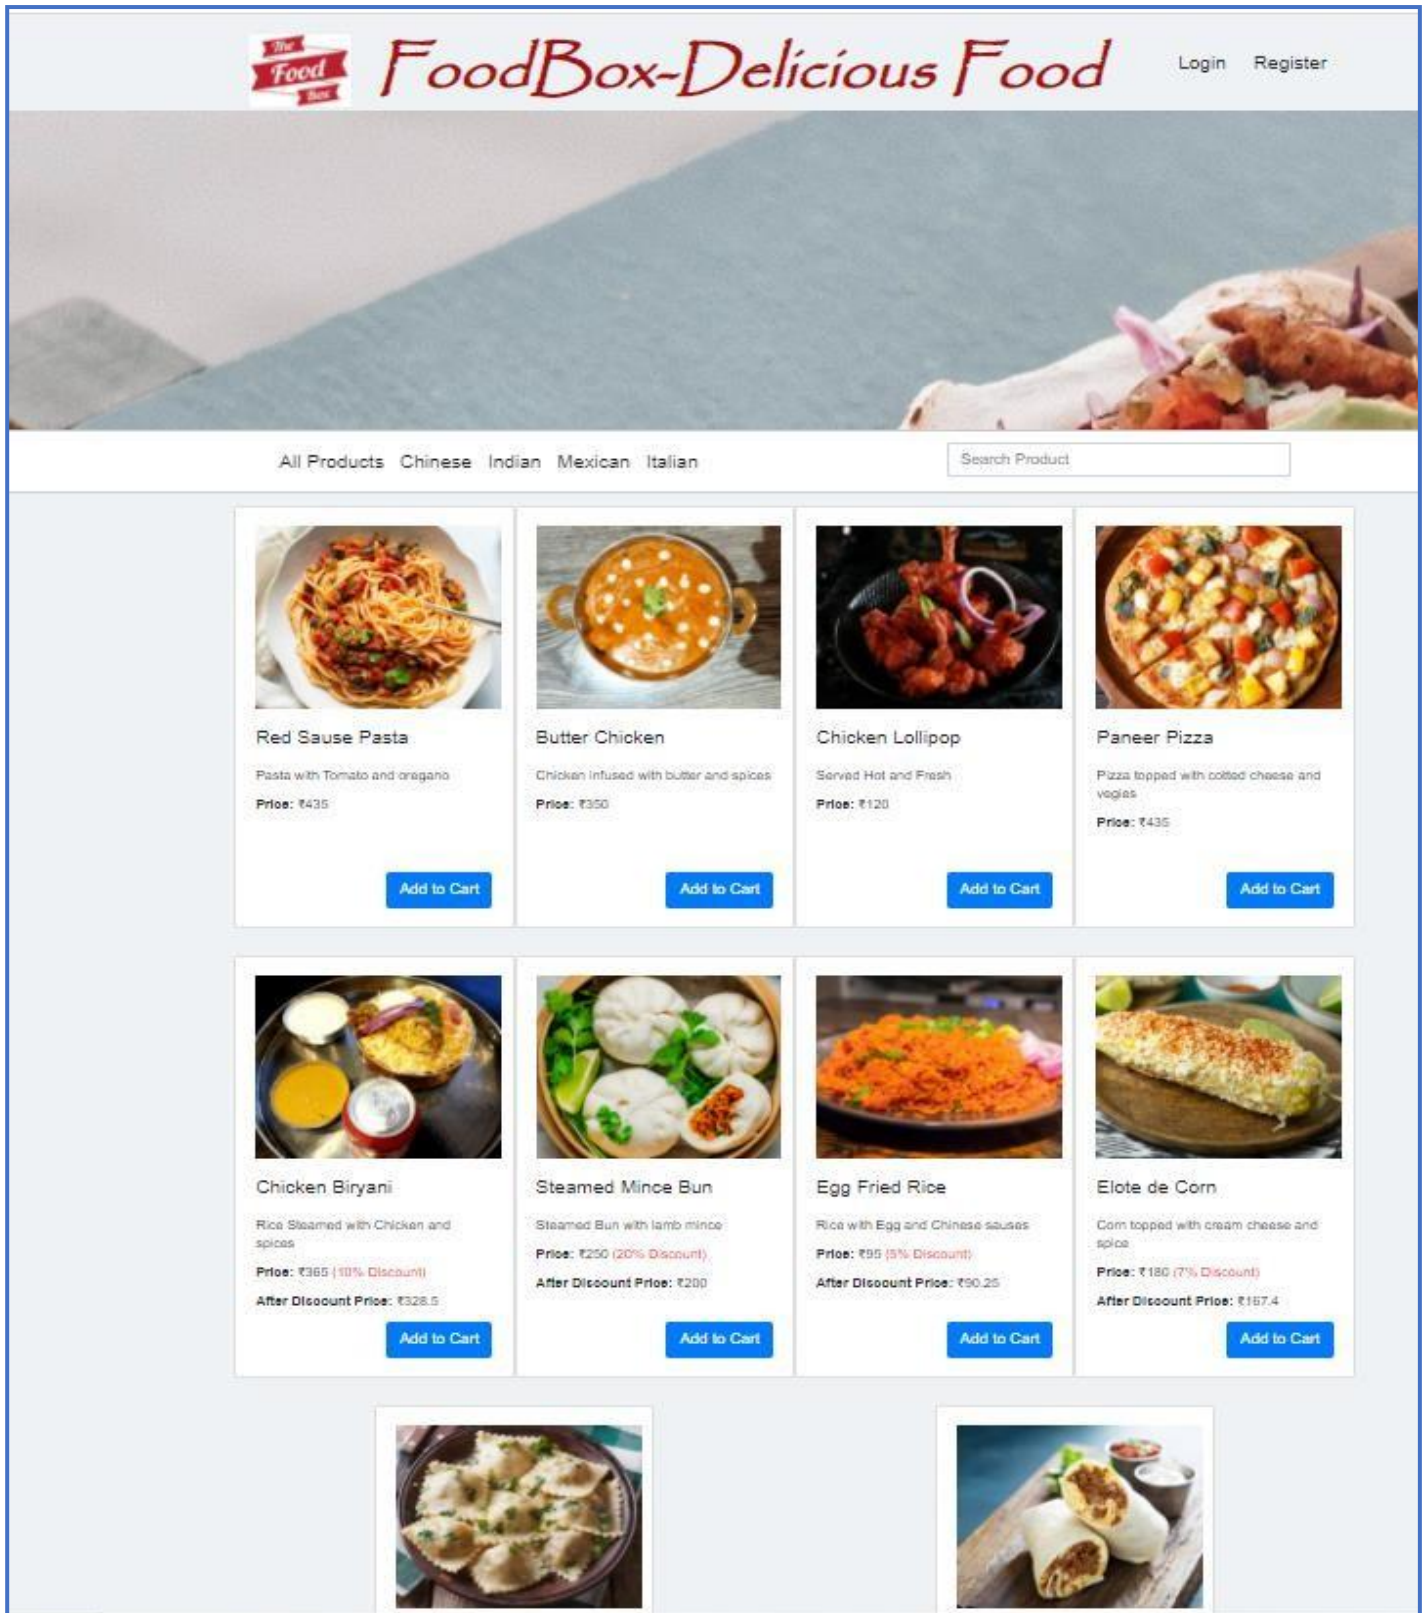 The
Food
Box
FoodBox-Delicious Food
Login Register
All Products Chinese Indian Mexican Italian
Search Product
Red Sause Pasta
Pasta with Tomato and oregano
Price: ₹435
Add to Cart
Butter Chicken
Chicken infused with butter and spices
Price: ₹350
Add to Cart
Chicken Lollipop
Served Hot and Fresh
Price: ₹120
Add to Cart
Paneer Pizza
Pizza topped with cotted cheese and
vegies
Price: ₹435
Add to Cart
Chicken Biryani
Rice Steamed with Chicken and
spices
Price: ₹365 (10% Discount)
After Discount Price: ₹328.5
Add to Cart
Steamed Mince Bun
Steamed Bun with lamb mince
Price: ₹250 (20% Discount)
After Discount Price: ₹200
Add to Cart
Egg Fried Rice
Rice with Egg and Chinese sauses
Price: ₹95 (5% Discount)
After Discount Price: ₹90.25
Add to Cart
Elote de Corn
Corn topped with cream cheese and
spice
Price: ₹180 (7% Discount)
After Discount Price: ₹167.4
Add to Cart